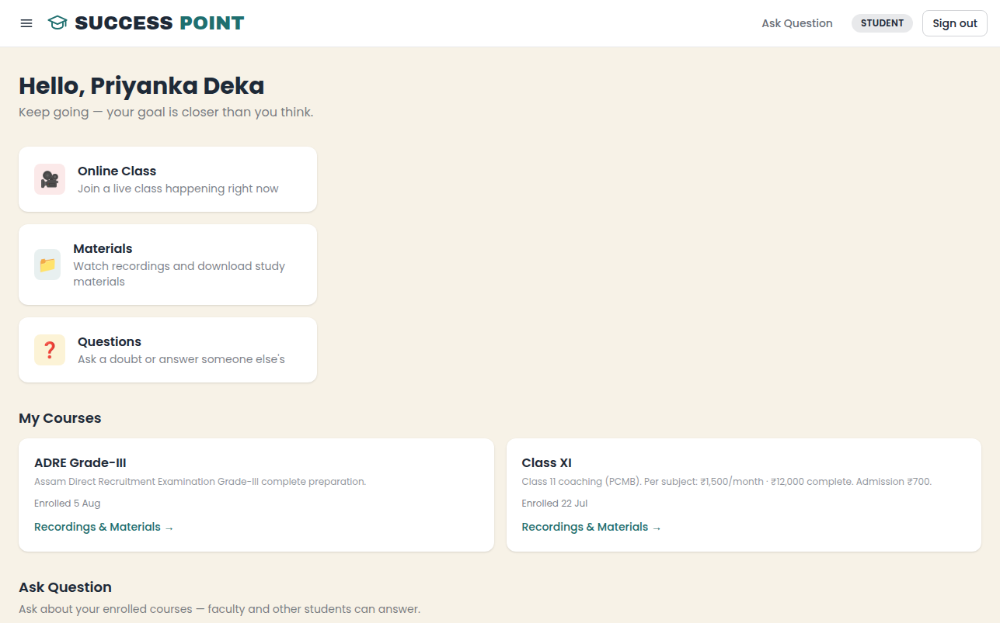 SUCCESS POINT
Ask Question
STUDENT
Sign out
Hello, Priyanka Deka
Keep going — your goal is closer than you think.
Online Class
Join a live class happening right now
Materials
Watch recordings and download study
materials
Questions
Ask a doubt or answer someone else's
My Courses
ADRE Grade-III
Assam Direct Recruitment Examination Grade-III complete preparation.
Enrolled 5 Aug
Recordings & Materials →
Class XI
Class 11 coaching (PCMB). Per subject: ₹1,500/month · ₹12,000 complete. Admission ₹700.
Enrolled 22 Jul
Recordings & Materials →
Ask Question
Ask about your enrolled courses — faculty and other students can answer.